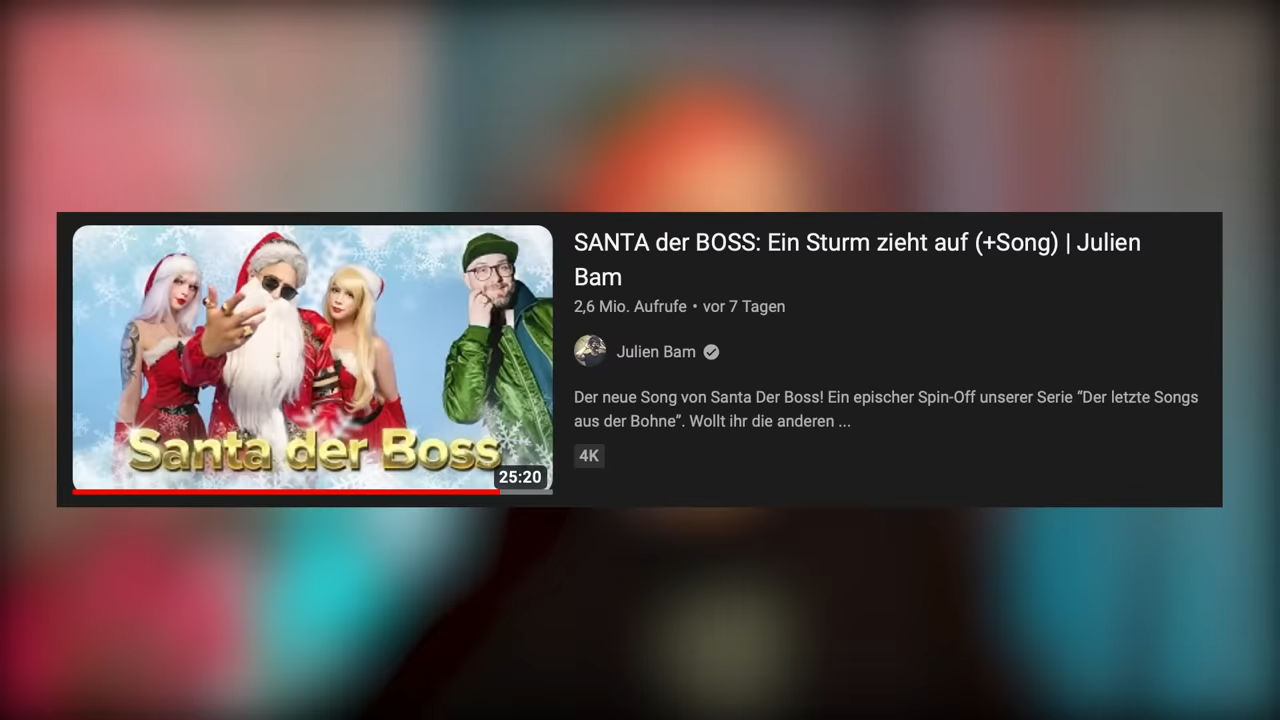 Santa der Boss
25:20
SANTA der BOSS: Ein Sturm zieht auf (+Song) | Julien
Bam
2,6 Mio. Aufrufe • vor 7 Tagen
Julien Bam
Der neue Song von Santa Der Boss! Ein epischer Spin-Off unserer Serie “Der letzte Songs
aus der Bohne”. Wollt ihr die anderen ...
4K